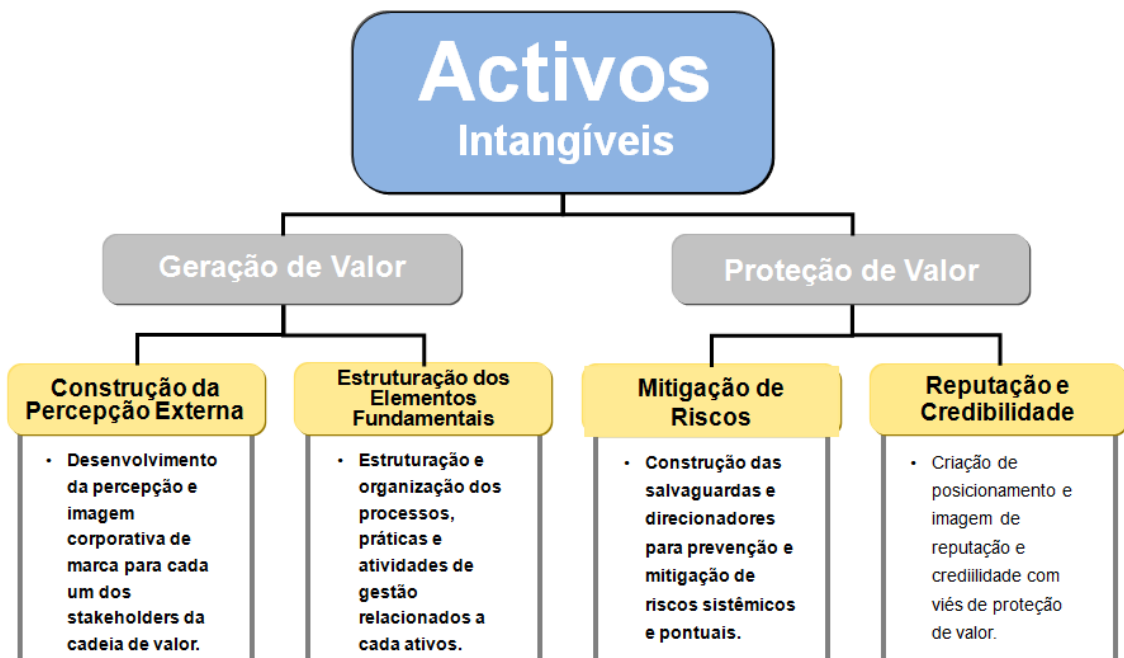 Activos
Intangíveis
Geração de Valor
Proteção de Valor
Construção da
Percepção Externa
• Desenvolvimento
da percepção e
imagem
corporativa de
marca para cada
um dos
stakeholders da
cadeia de valor.
Estruturação dos
Elementos
Fundamentais
• Estruturação e
organização dos
processos,
práticas e
atividades de
gestão
relacionados a
cada ativos.
Mitigação de
Riscos
• Construção das
salvaguardas e
direcionadores
para prevenção e
mitigação de
riscos sistêmicos
e pontuais.
Reputação e
Credibilidade
• Criação de
posicionamento e
imagem de
reputação e
crediilidade com
viés de proteção
de valor.